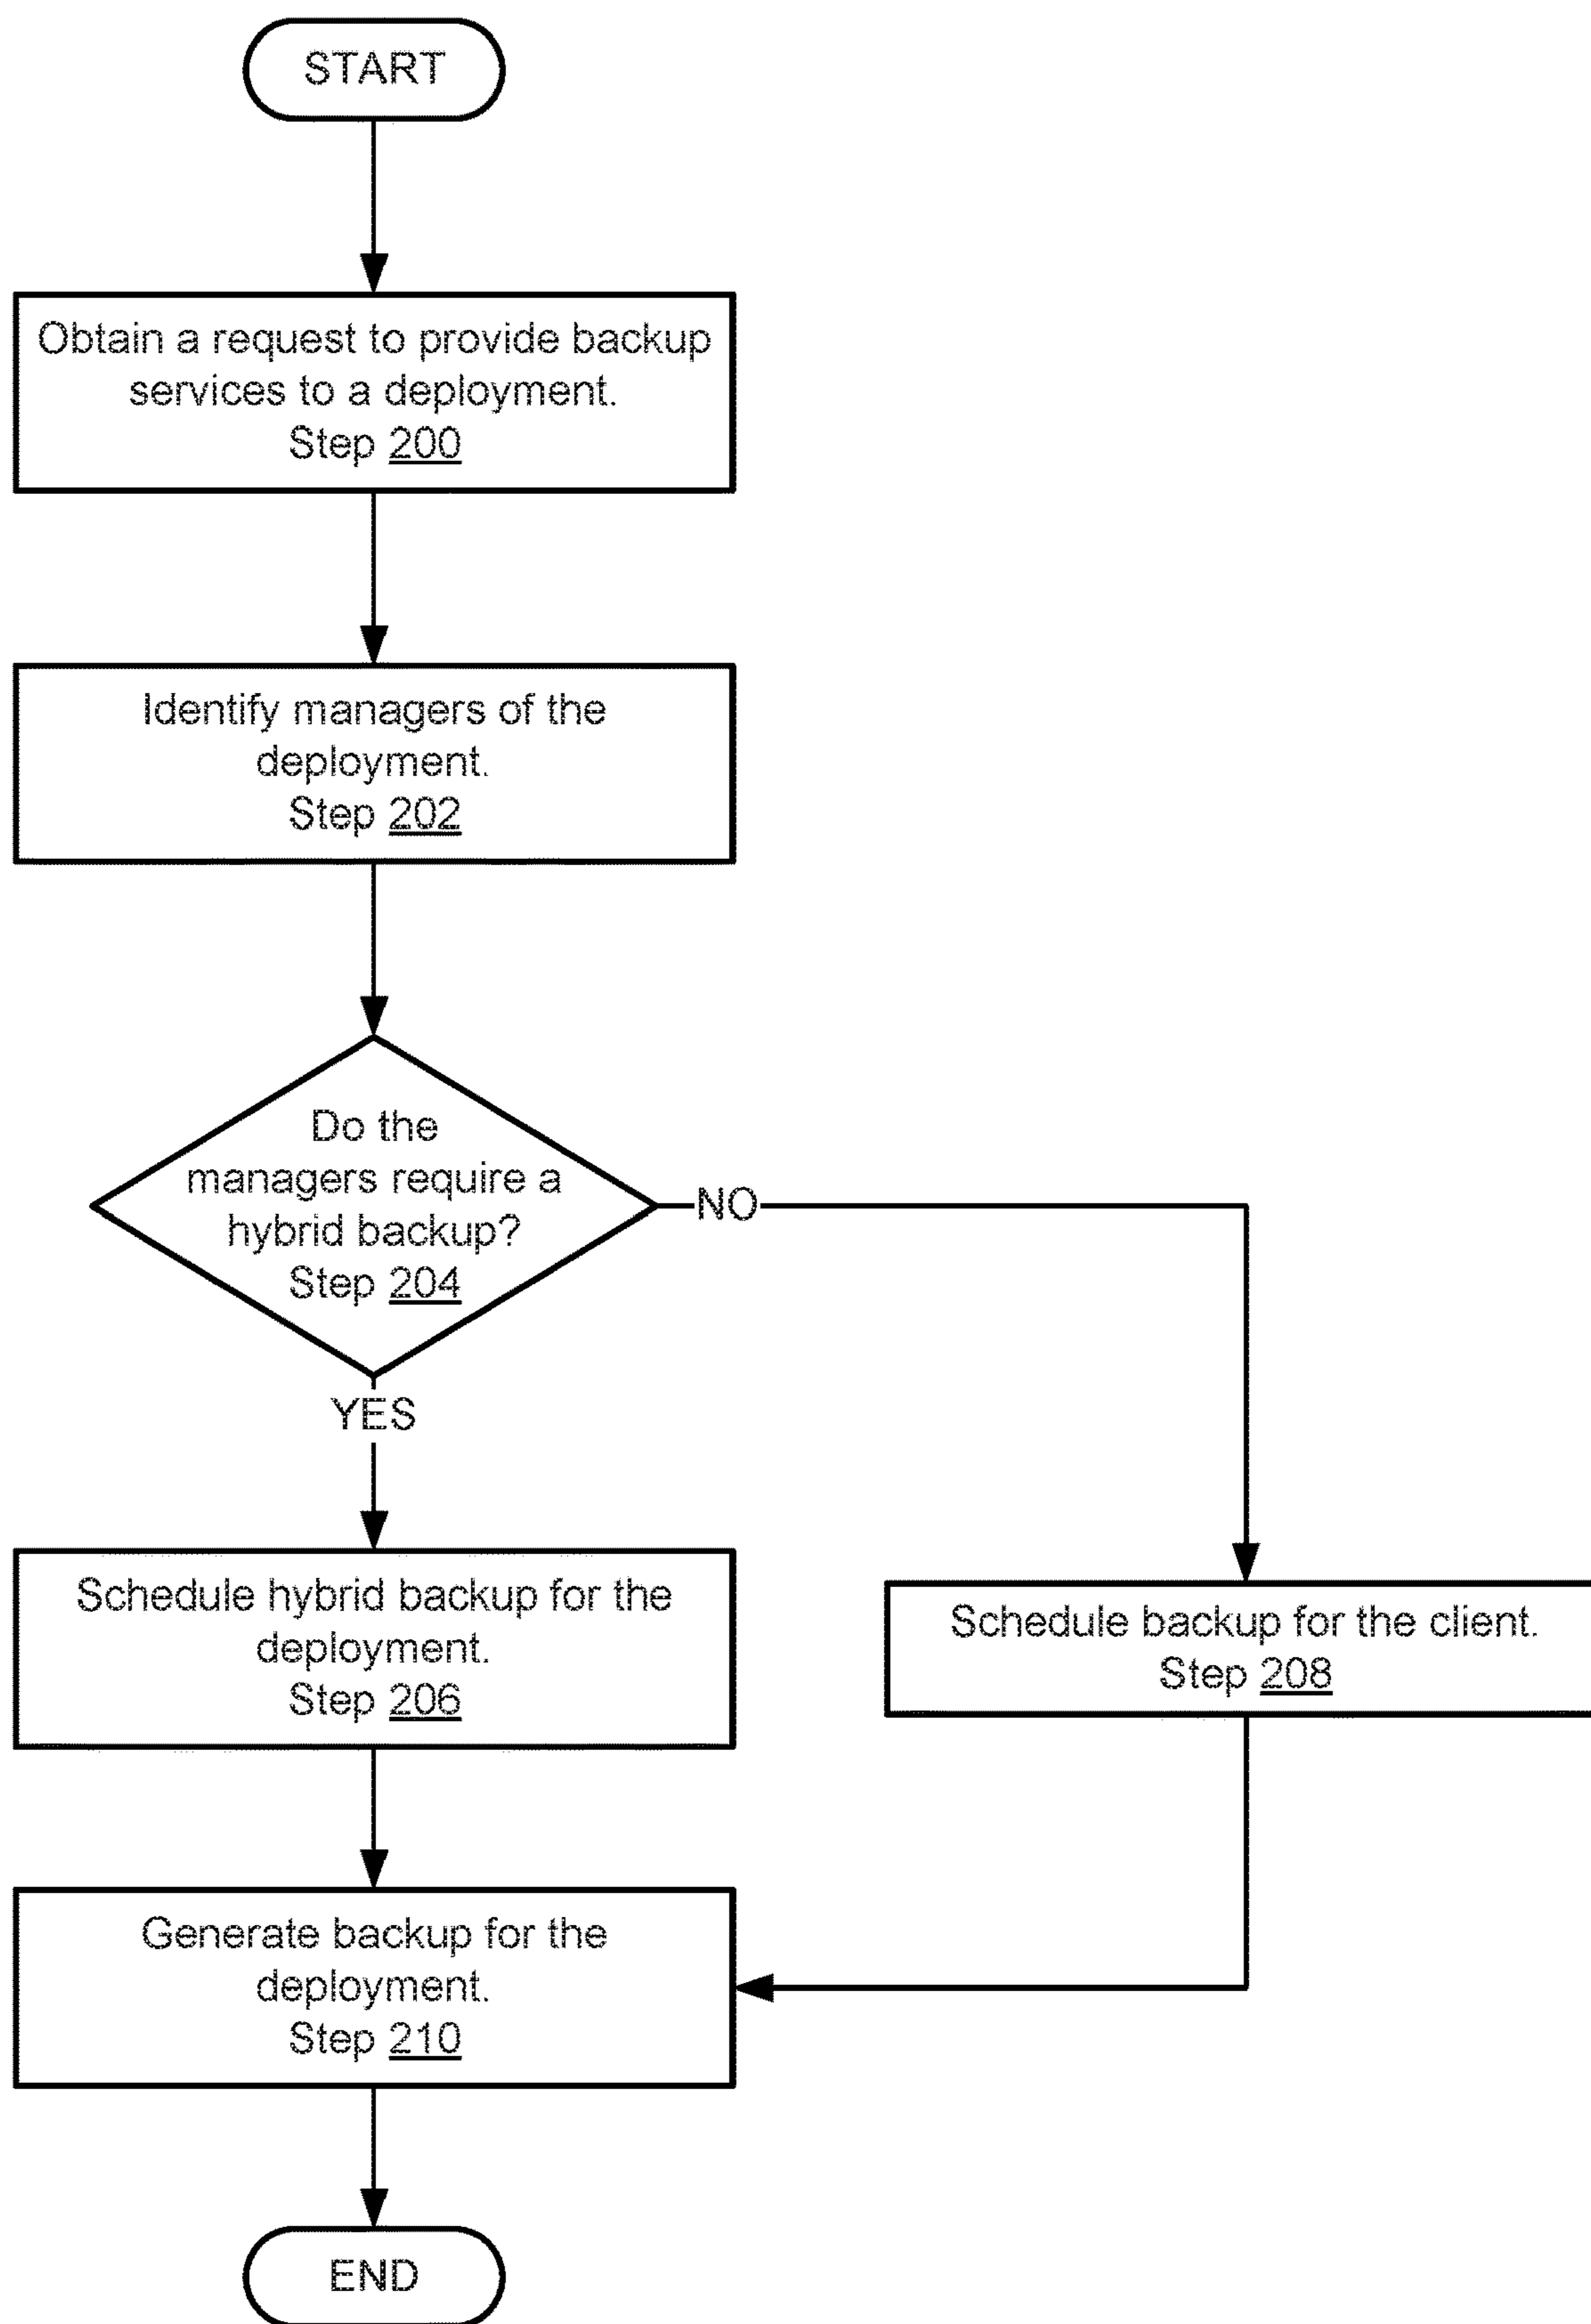 START
Obtain a request to provide backup
services to a deployment.
Step 200
Identify managers of the
deployment.
Step 202
Do the
managers require a
hybrid backup?
Step 204
NO
YES
Schedule hybrid backup for the
deployment.
Step 206
Schedule backup for the client.
Step 208
Generate backup for the
deployment.
Step 210
END